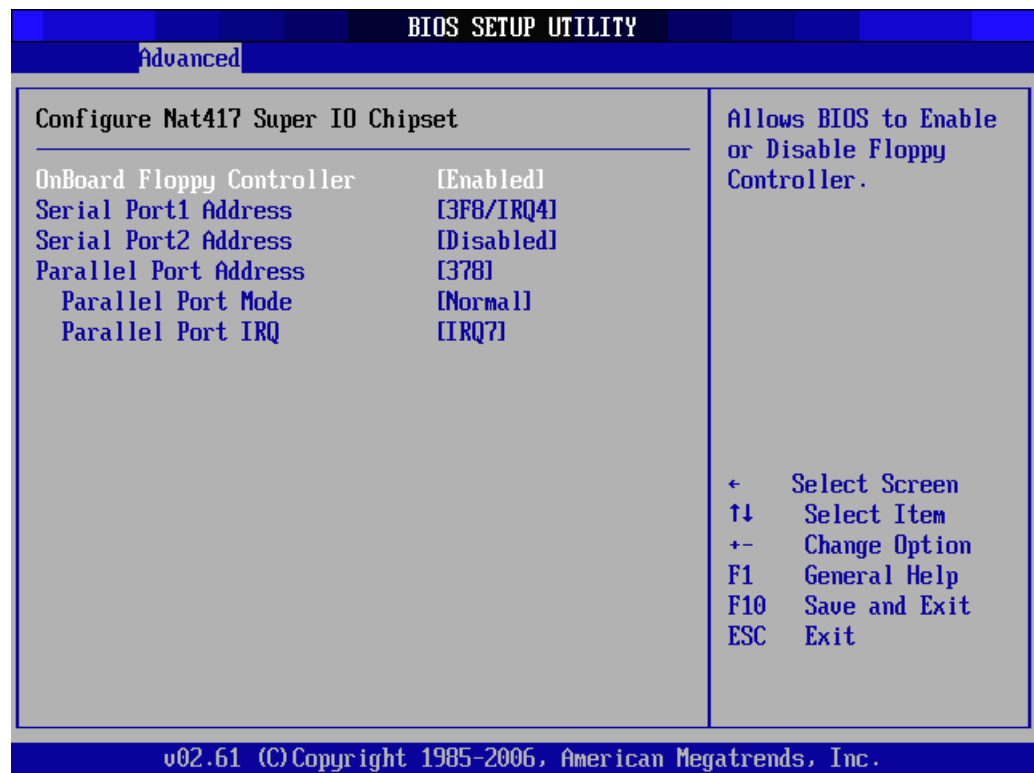 BIOS SETUP UTILITY
Advanced
Configure Nat417 Super IO Chipset
OnBoard Floppy Controller [Enabled]
Serial Port1 Address [3F8/IRQ4]
Serial Port2 Address [Disabled]
Parallel Port Address [378]
Parallel Port Mode [Normal]
Parallel Port IRQ [IRQ7]
Allows BIOS to Enable
or Disable Floppy
Controller.
← Select Screen
↑↓ Select Item
+- Change Option
F1 General Help
F10 Save and Exit
ESC Exit
v02.61 (C)Copyright 1985-2006, American Megatrends, Inc.